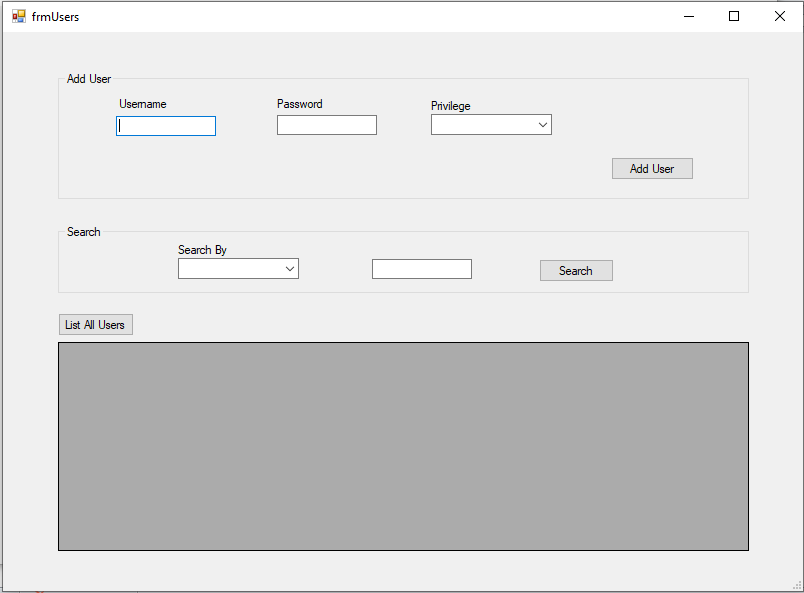 frmUsers
Add User
Username Password Privilege
Add User
Search
Search By
Search
List All Users